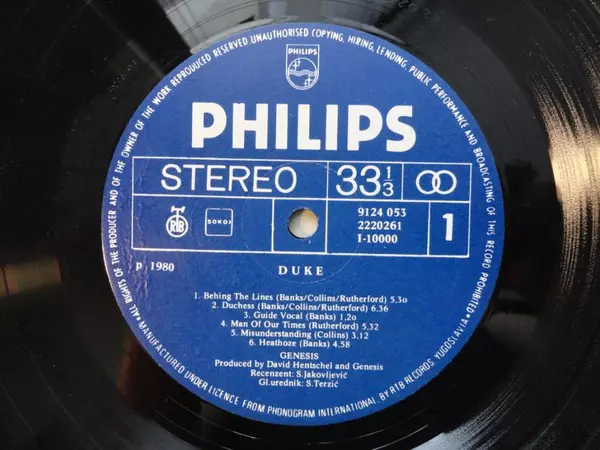 ALL RIGHTS OF THE PRODUCER AND OF THE OWNER OF THE WORK REPRODUCED RESERVED. UNAUTHORISED COPYING, HIRING, LENDING, PUBLIC PERFORMANCE AND BROADCASTING OF THIS RECORD PROHIBITED
PHILIPS
PHILIPS
STEREO
33 1/3
RTB
SOKOJ
9124 053
2220261
I-10000
1
p 1980
DUKE
1. Behing The Lines (Banks/Collins/Rutherford) 5.3o
2. Duchess (Banks/Collins/Rutherford) 6.36
3. Guide Vocal (Banks) 1,2o
4. Man Of Our Times (Rutherford) 5.32
5. Misunderstanding (Collins) 3.12
6. Heathoze (Banks) 4.58
GENESIS
Produced by David Hentschel and Genesis
Recenzent: S.Jakovljević
Gl.urednik: S.Terzić
MANUFACTURED UNDER LICENCE FROM PHONOGRAM INTERNATIONAL BY RTB RECORDS, YUGOSLAVIA